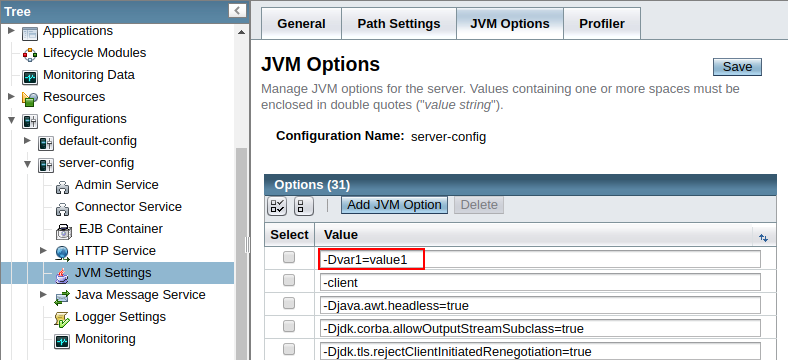 Tree
Applications
Lifecycle Modules
Monitoring Data
Resources
Configurations
default-config
server-config
Admin Service
Connector Service
EJB Container
HTTP Service
JVM Settings
Java Message Service
Logger Settings
Monitoring
General Path Settings JVM Options Profiler
JVM Options
Save
Manage JVM options for the server. Values containing one or more spaces must be
enclosed in double quotes ("value string").
Configuration Name: server-config
Options (31)
Add JVM Option Delete
Select Value
-Dvar1=value1
-client
-Djava.awt.headless=true
-Djdk.corba.allowOutputStreamSubclass=true
-Djdk.tls.rejectClientInitiatedRenegotiation=true